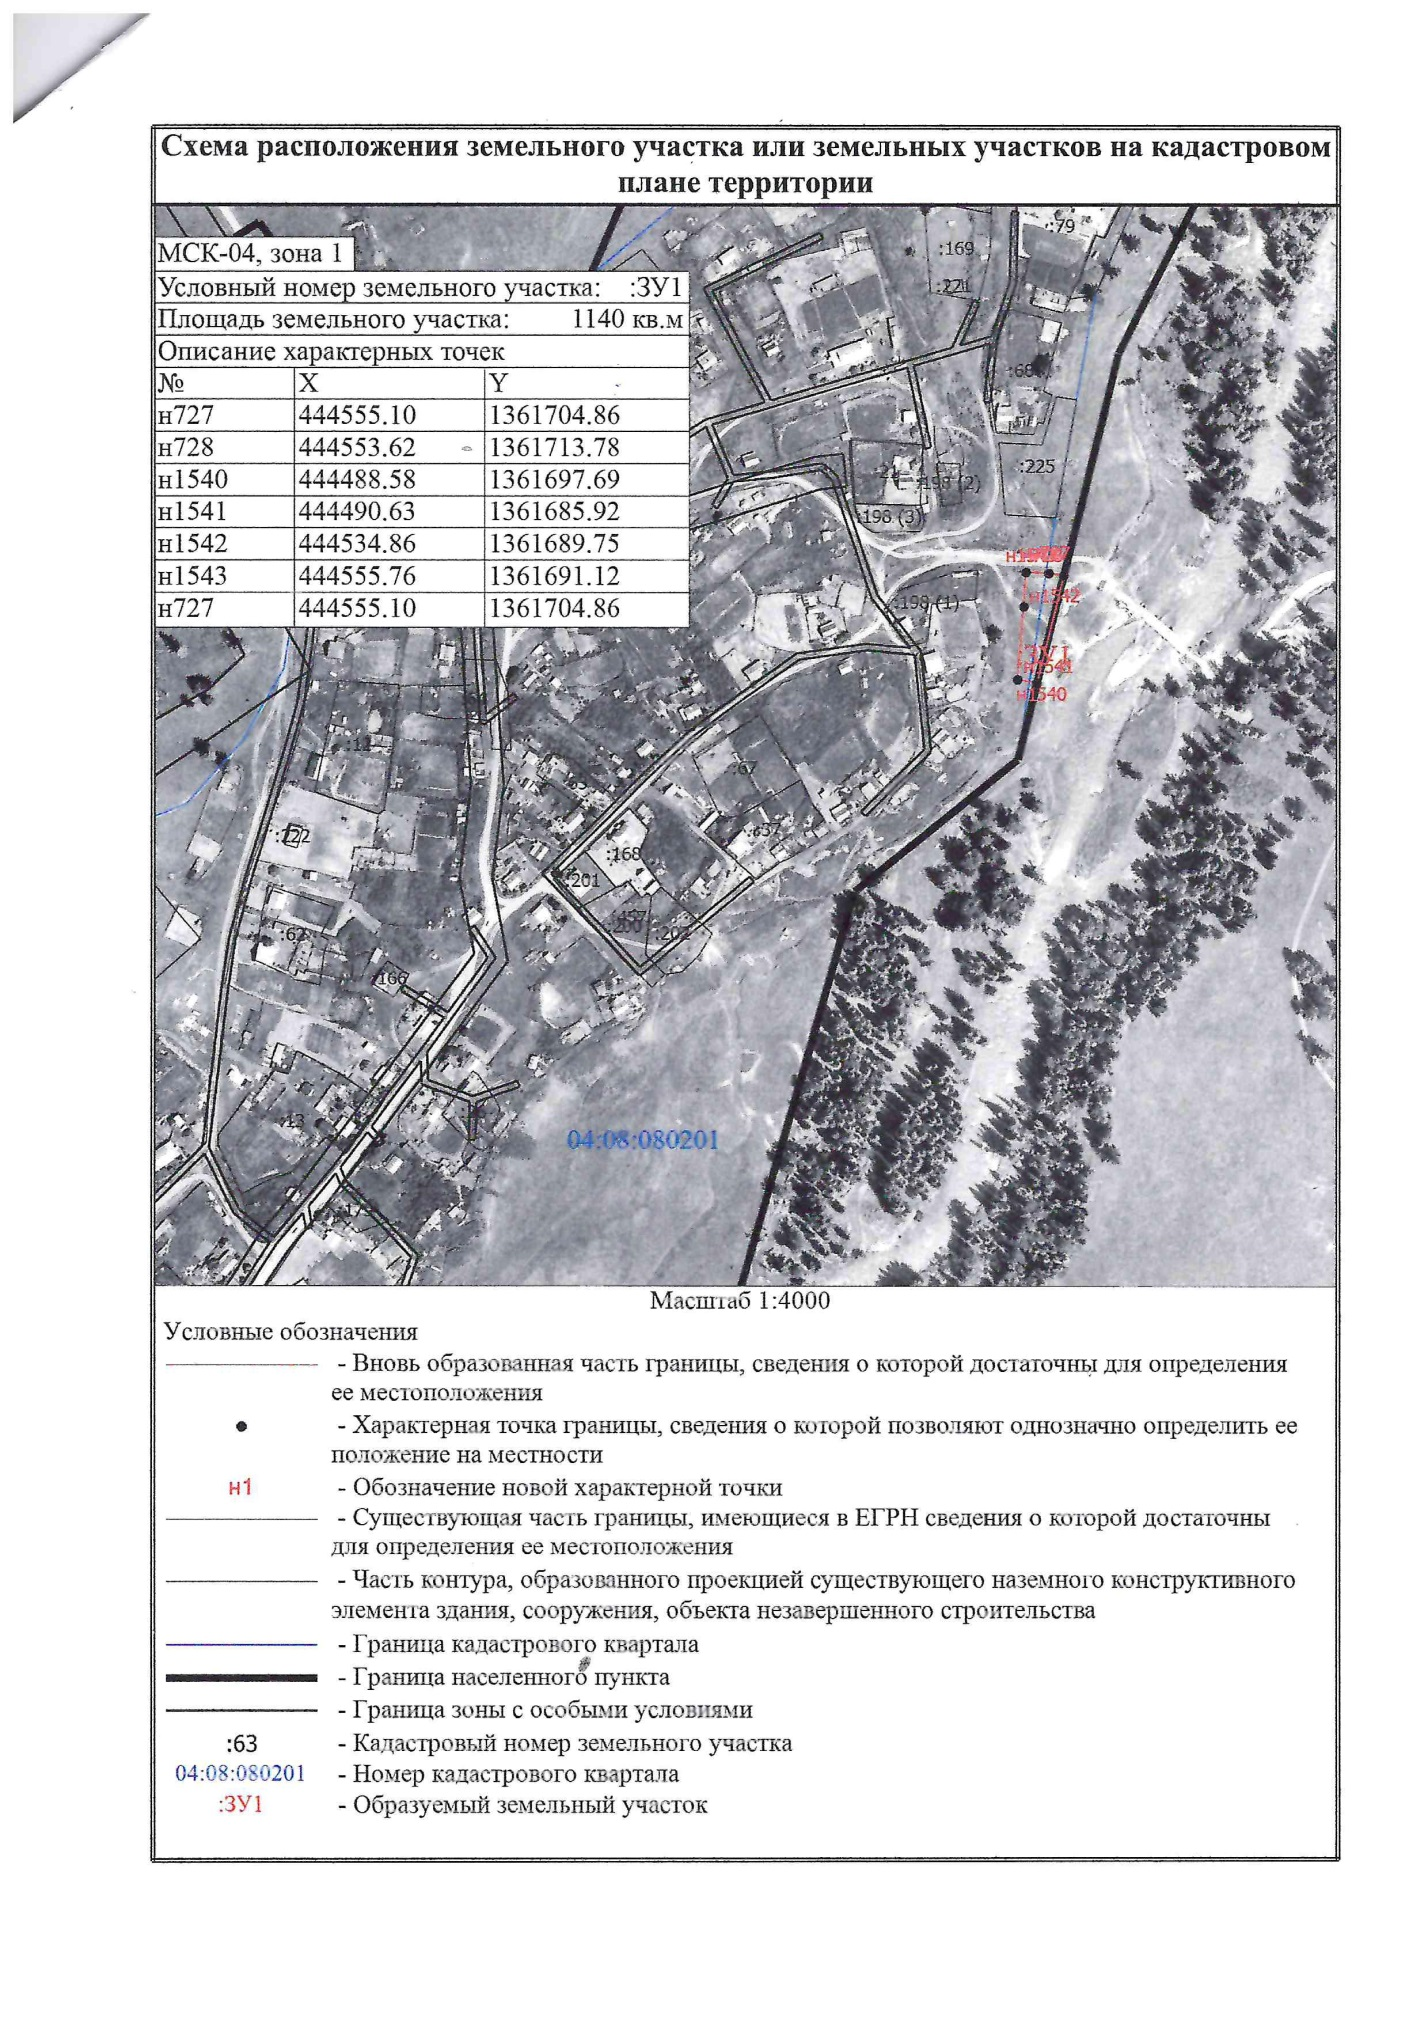 Схема расположения земельного участка или земельных участков на кадастровом
плане территории
МСК-04, зона 1
Условный номер земельного участка: :ЗУ1
Площадь земельного участка: 1140 кв.м
Описание характерных точек
№ X Y
н727 444555.10 1361704.86
н728 444553.62 1361713.78
н1540 444488.58 1361697.69
н1541 444490.63 1361685.92
н1542 444534.86 1361689.75
н1543 444555.76 1361691.12
н727 444555.10 1361704.86
:79
:169
:221
:68
:225
:198 (2)
:198 (3)
:198 (1)
н1542
:ЗУ1
н1541
н1540
:12
:67
:222
:168
:201
:62
:166
:202
:13
04:08:080201
Масштаб 1:4000
Условные обозначения
- Вновь образованная часть границы, сведения о которой достаточны для определения
ее местоположения
- Характерная точка границы, сведения о которой позволяют однозначно определить ее
положение на местности
н1 - Обозначение новой характерной точки
- Существующая часть границы, имеющиеся в ЕГРН сведения о которой достаточны
для определения ее местоположения
- Часть контура, образованного проекцией существующего наземного конструктивного
элемента здания, сооружения, объекта незавершенного строительства
- Граница кадастрового квартала
- Граница населенного пункта
- Граница зоны с особыми условиями
:63 - Кадастровый номер земельного участка
04:08:080201 - Номер кадастрового квартала
:ЗУ1 - Образуемый земельный участок